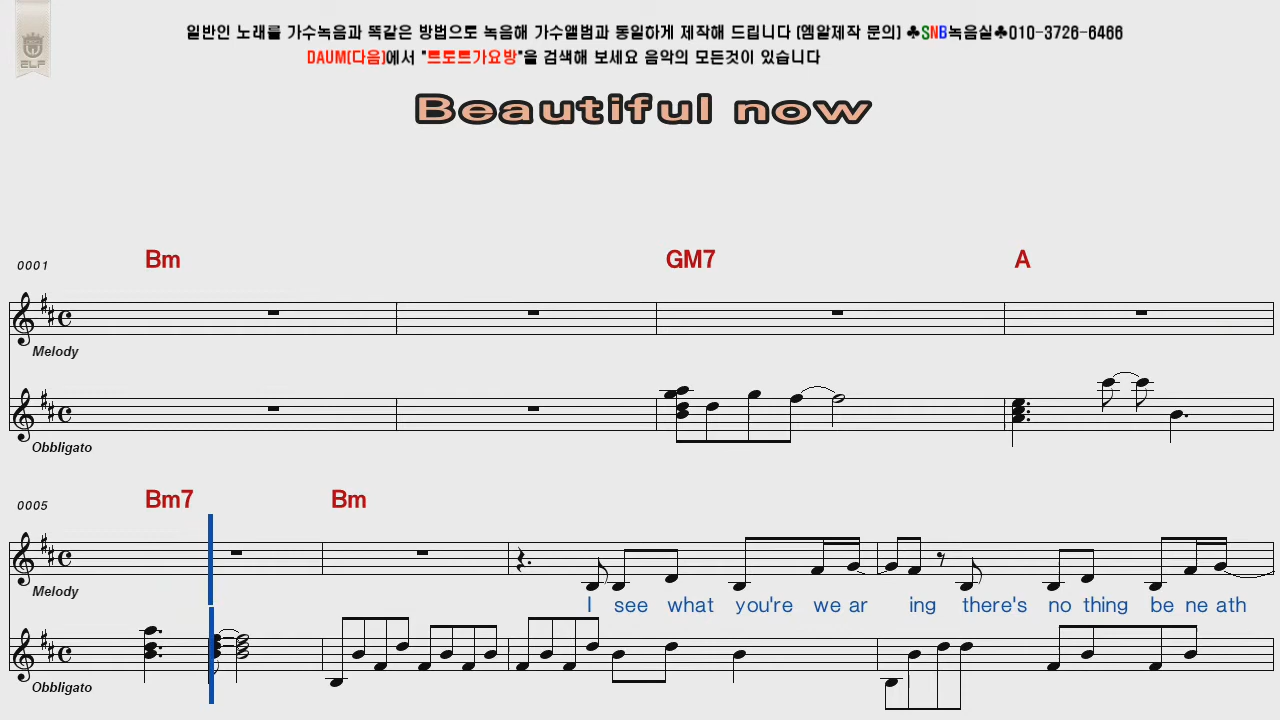 일반인 노래를 가수녹음과 똑같은 방법으로 녹음해 가수앨범과 동일하게 제작해 드립니다 (엠알제작 문의) ♣SNB녹음실♣010-3726-6466
DAUM(다음)에서 "트토트가요방"을 검색해 보세요 음악의 모든것이 있습니다
ELF
Beautiful now
0001 Bm GM7 A
Melody
Obbligato
0005 Bm7 Bm
Melody
I see what you're we ar ing there's no thing be ne ath
Obbligato